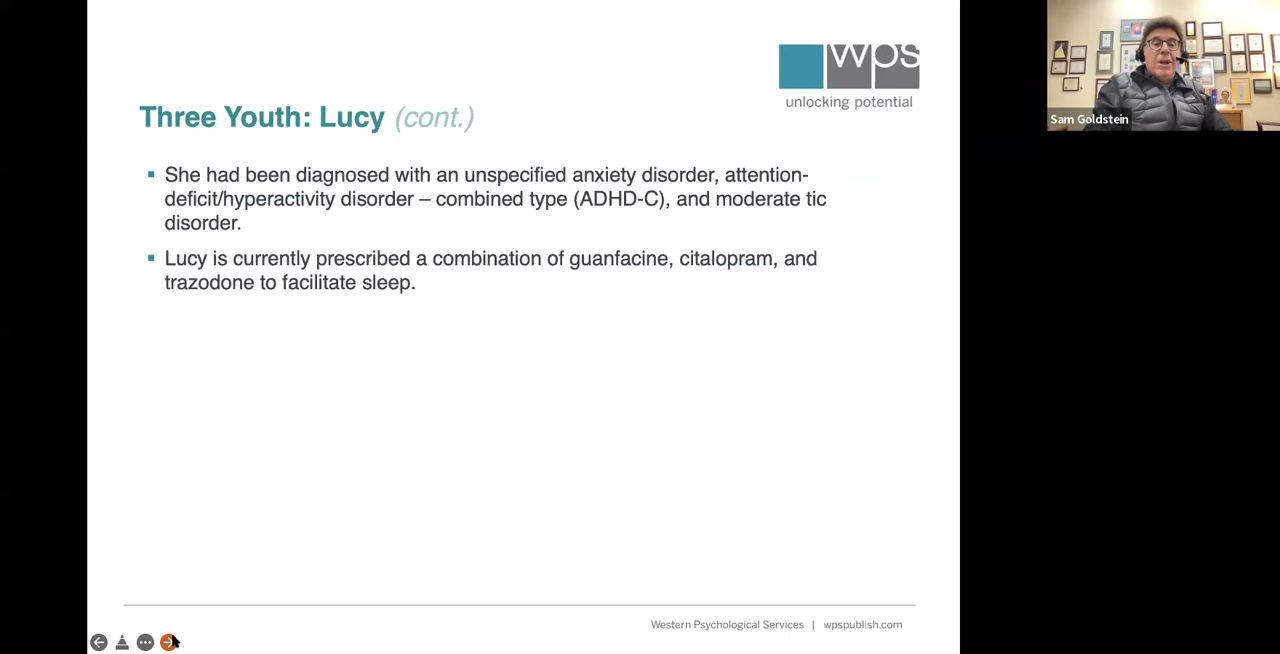 wps
unlocking potential
Three Youth: Lucy (cont.)
She had been diagnosed with an unspecified anxiety disorder, attention-
deficit/hyperactivity disorder – combined type (ADHD-C), and moderate tic
disorder.
Lucy is currently prescribed a combination of guanfacine, citalopram, and
trazodone to facilitate sleep.
Western Psychological Services | wpspublish.com
Sam Goldstein